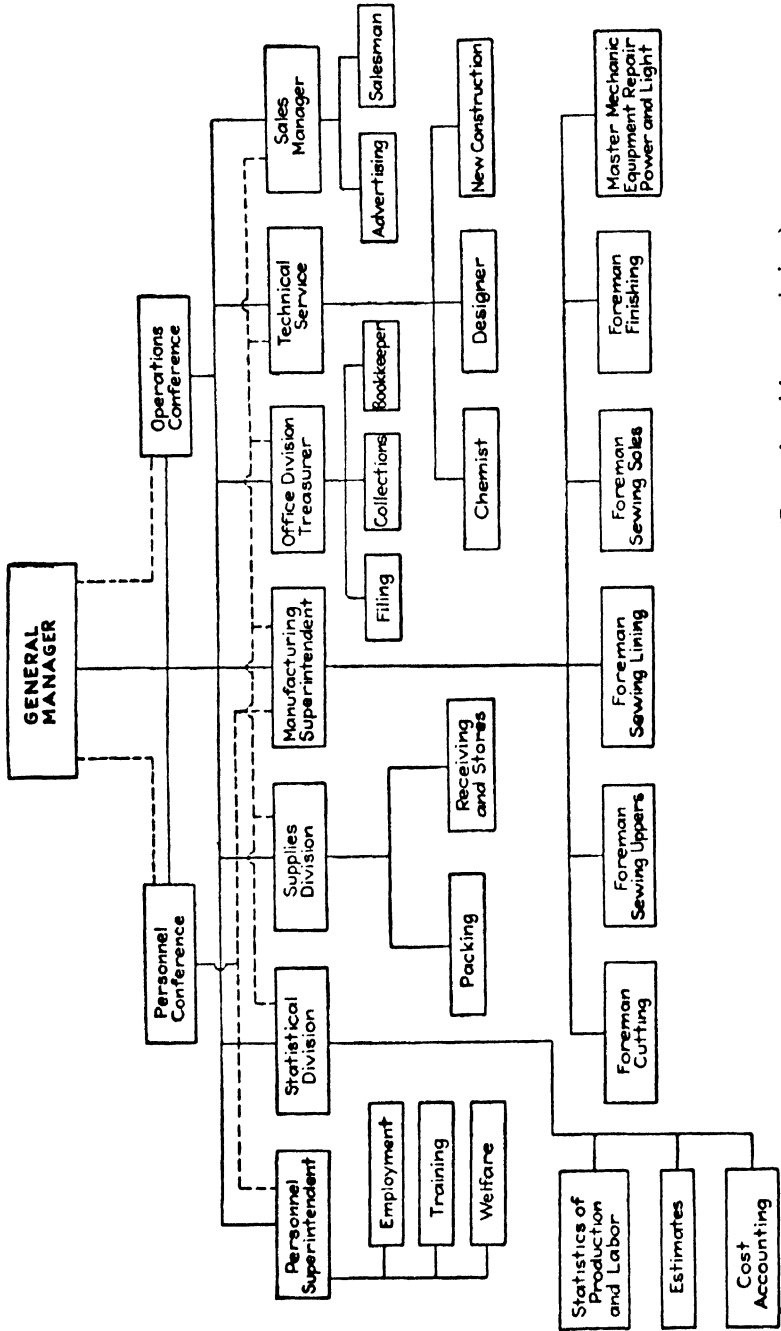 GENERAL
MANAGER
Personnel
Conference
Operations
Conference
Personnel
Superintendent
Statistical
Division
Supplies
Division
Manufacturing
Superintendent
Office Division
Treasurer
Technical
Service
Sales
Manager
Employment
Training
Welfare
Packing
Receiving
and Stores
Filing
Collections
Bookkeeper
Advertising
Salesman
Chemist
Designer
New Construction
Statistics of
Production
and Labor
Estimates
Cost
Accounting
Foreman
Cutting
Foreman
Sewing Uppers
Foreman
Sewing Lining
Foreman
Sewing Soles
Foreman
Finishing
Master Mechanic
Equipment Repair
Power and Light